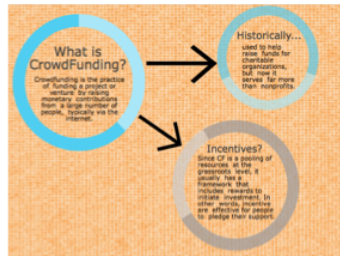 What is
CrowdFunding?
Crowdfunding is the practice
of funding a project or
venture by raising
monetary contributions
from a large number of
people, typically via the
internet.
Historically...
used to help
raise funds for
charitable
organizations,
but now it
serves far more
than nonprofits.
Incentives?
Since CF is a pooling of
resources at the
grassroots level, it
usually has a
framework that
includes rewards to
initiate investment. In
other words, incentive
are effective for people
to pledge their support.